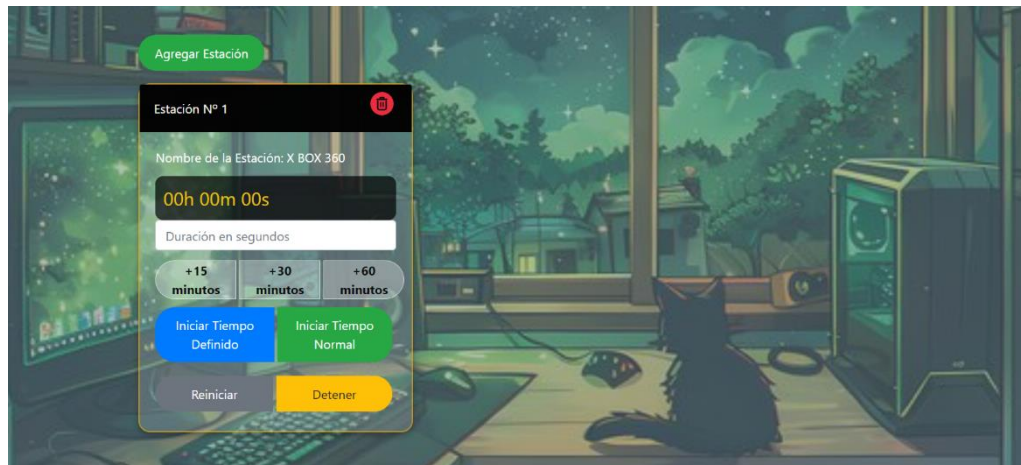 Agregar Estación
Estación Nº 1
Nombre de la Estación: X BOX 360
00h 00m 00s
Duración en segundos
+15 minutos
+30 minutos
+60 minutos
Iniciar Tiempo
Definido
Iniciar Tiempo
Normal
Reiniciar
Detener